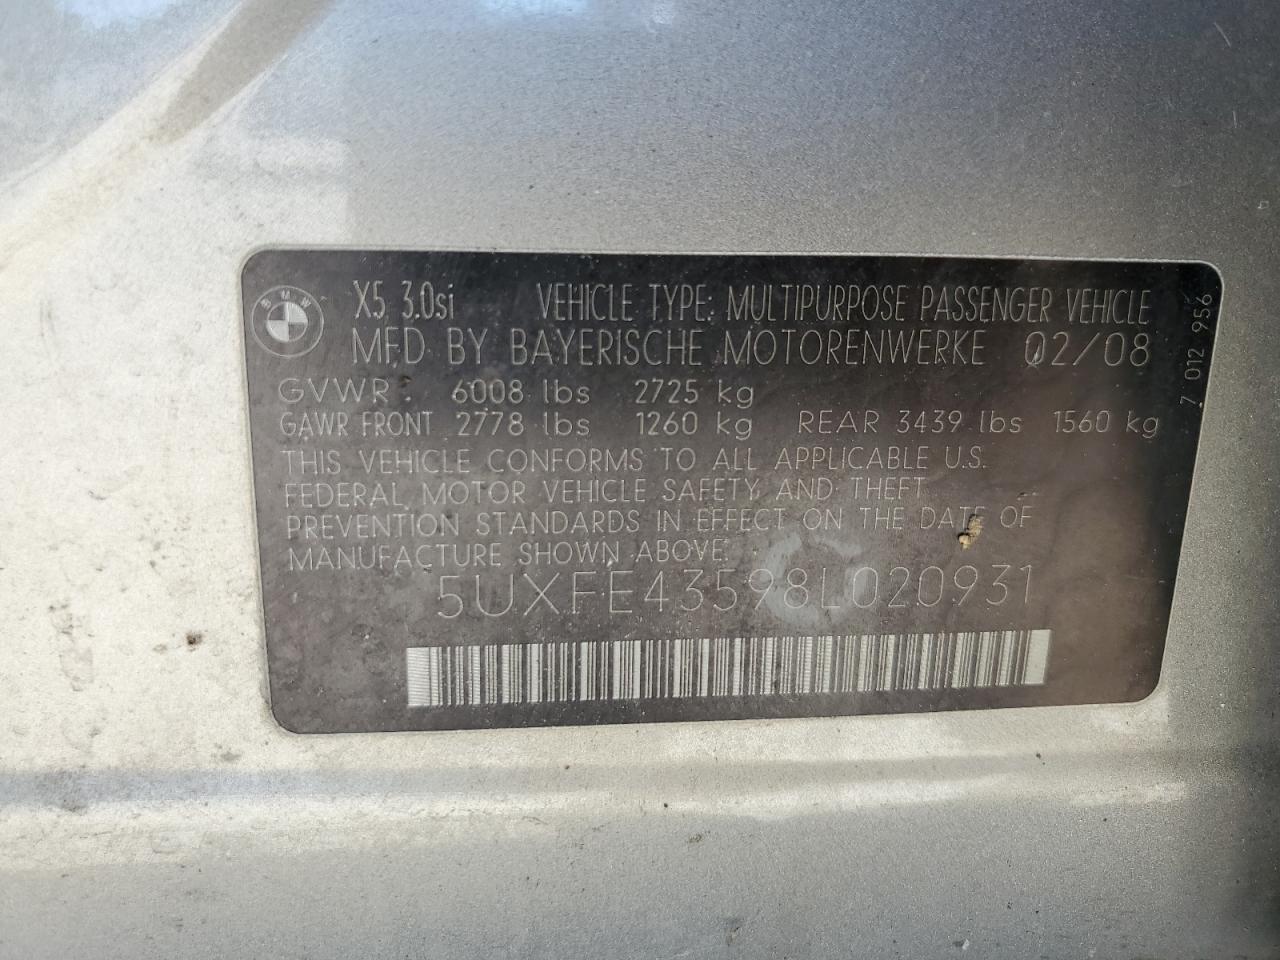 BMW
X5 3.0si VEHICLE TYPE: MULTIPURPOSE PASSENGER VEHICLE
MFD BY BAYERISCHE MOTORENWERKE 02/08
GVWR: 6008 lbs 2725 kg
GAWR FRONT 2778 lbs 1260 kg REAR 3439 lbs 1560 kg
THIS VEHICLE CONFORMS TO ALL APPLICABLE U.S.
FEDERAL MOTOR VEHICLE SAFETY AND THEFT
PREVENTION STANDARDS IN EFFECT ON THE DATE OF
MANUFACTURE SHOWN ABOVE.
5UXFE43598L020931
7 012 956